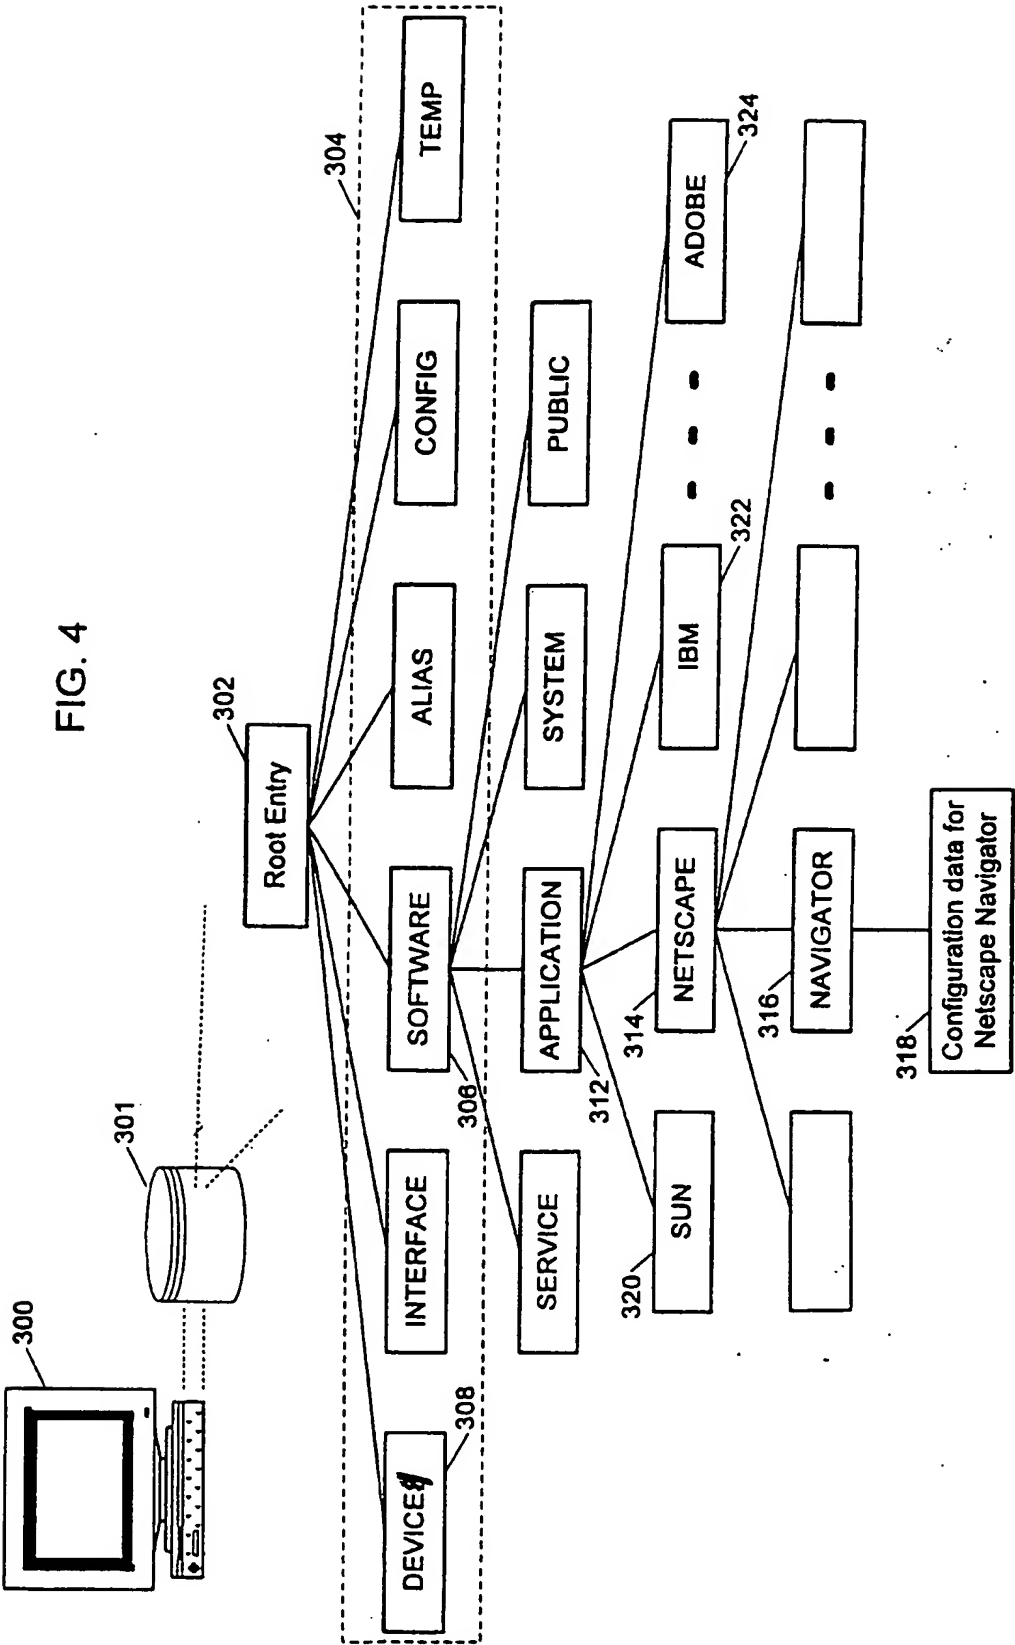 300
FIG. 4
301
302
Root Entry
304
DEVICE
INTERFACE
SOFTWARE
ALIAS
CONFIG
TEMP
308
306
SERVICE
APPLICATION
SYSTEM
PUBLIC
312
320
314
SUN
NETSCAPE
IBM
ADOBE
322
324
316
NAVIGATOR
318
Configuration data for
Netscape Navigator